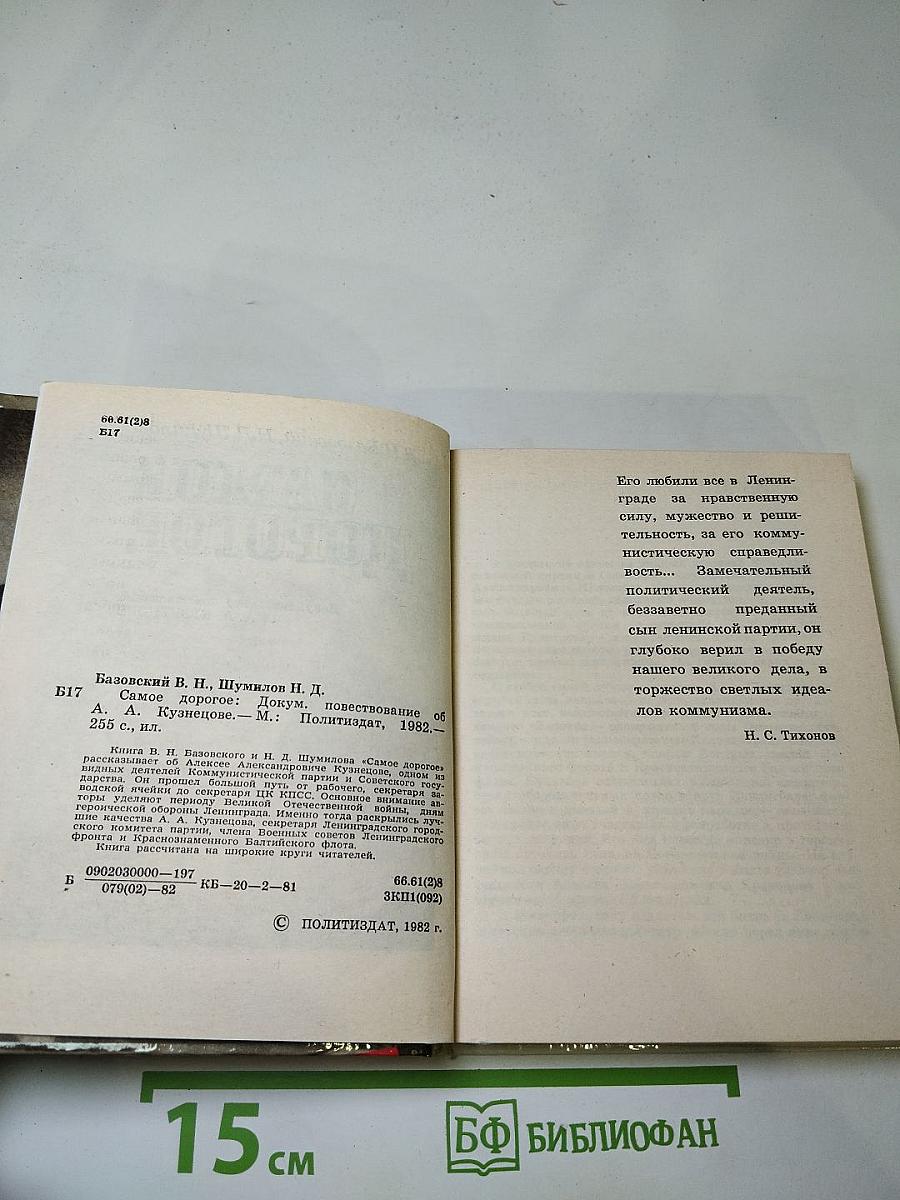 66.61(2)8
Б17
Базовский В. Н., Шумилов Н. Д.
Б17 Самое дорогое: Докум. повествование об
А. А. Кузнецове.— М.: Политиздат, 1982.—
255 с., ил.
Книга В. Н. Базовского и Н. Д. Шумилова «Самое дорогое»
рассказывает об Алексее Александровиче Кузнецове, одном из
видных деятелей Коммунистической партии и Советского госу-
дарства. Он прошел большой путь от рабочего, секретаря за-
водской ячейки до секретаря ЦК КПСС. Основное внимание ав-
торы уделяют периоду Великой Отечественной войны, дням
героической обороны Ленинграда. Именно тогда раскрылись луч-
шие качества А. А. Кузнецова, секретаря Ленинградского город-
ского комитета партии, члена Военных советов Ленинградского
фронта и Краснознаменного Балтийского флота.
Книга рассчитана на широкие круги читателей.
Б 0902030000—197
079(02)—82 КБ—20—2—81
66.61(2)8
3КП1(092)
© ПОЛИТИЗДАТ, 1982 г.
Его любили все в Ленин-
граде за нравственную
силу, мужество и реши-
тельность, за его комму-
нистическую справедли-
вость... Замечательный
политический деятель,
беззаветно преданный
сын ленинской партии, он
глубоко верил в победу
нашего великого дела, в
торжество светлых идеа-
лов коммунизма.
Н. С. Тихонов
15 см
БФ БИБЛИОФАН